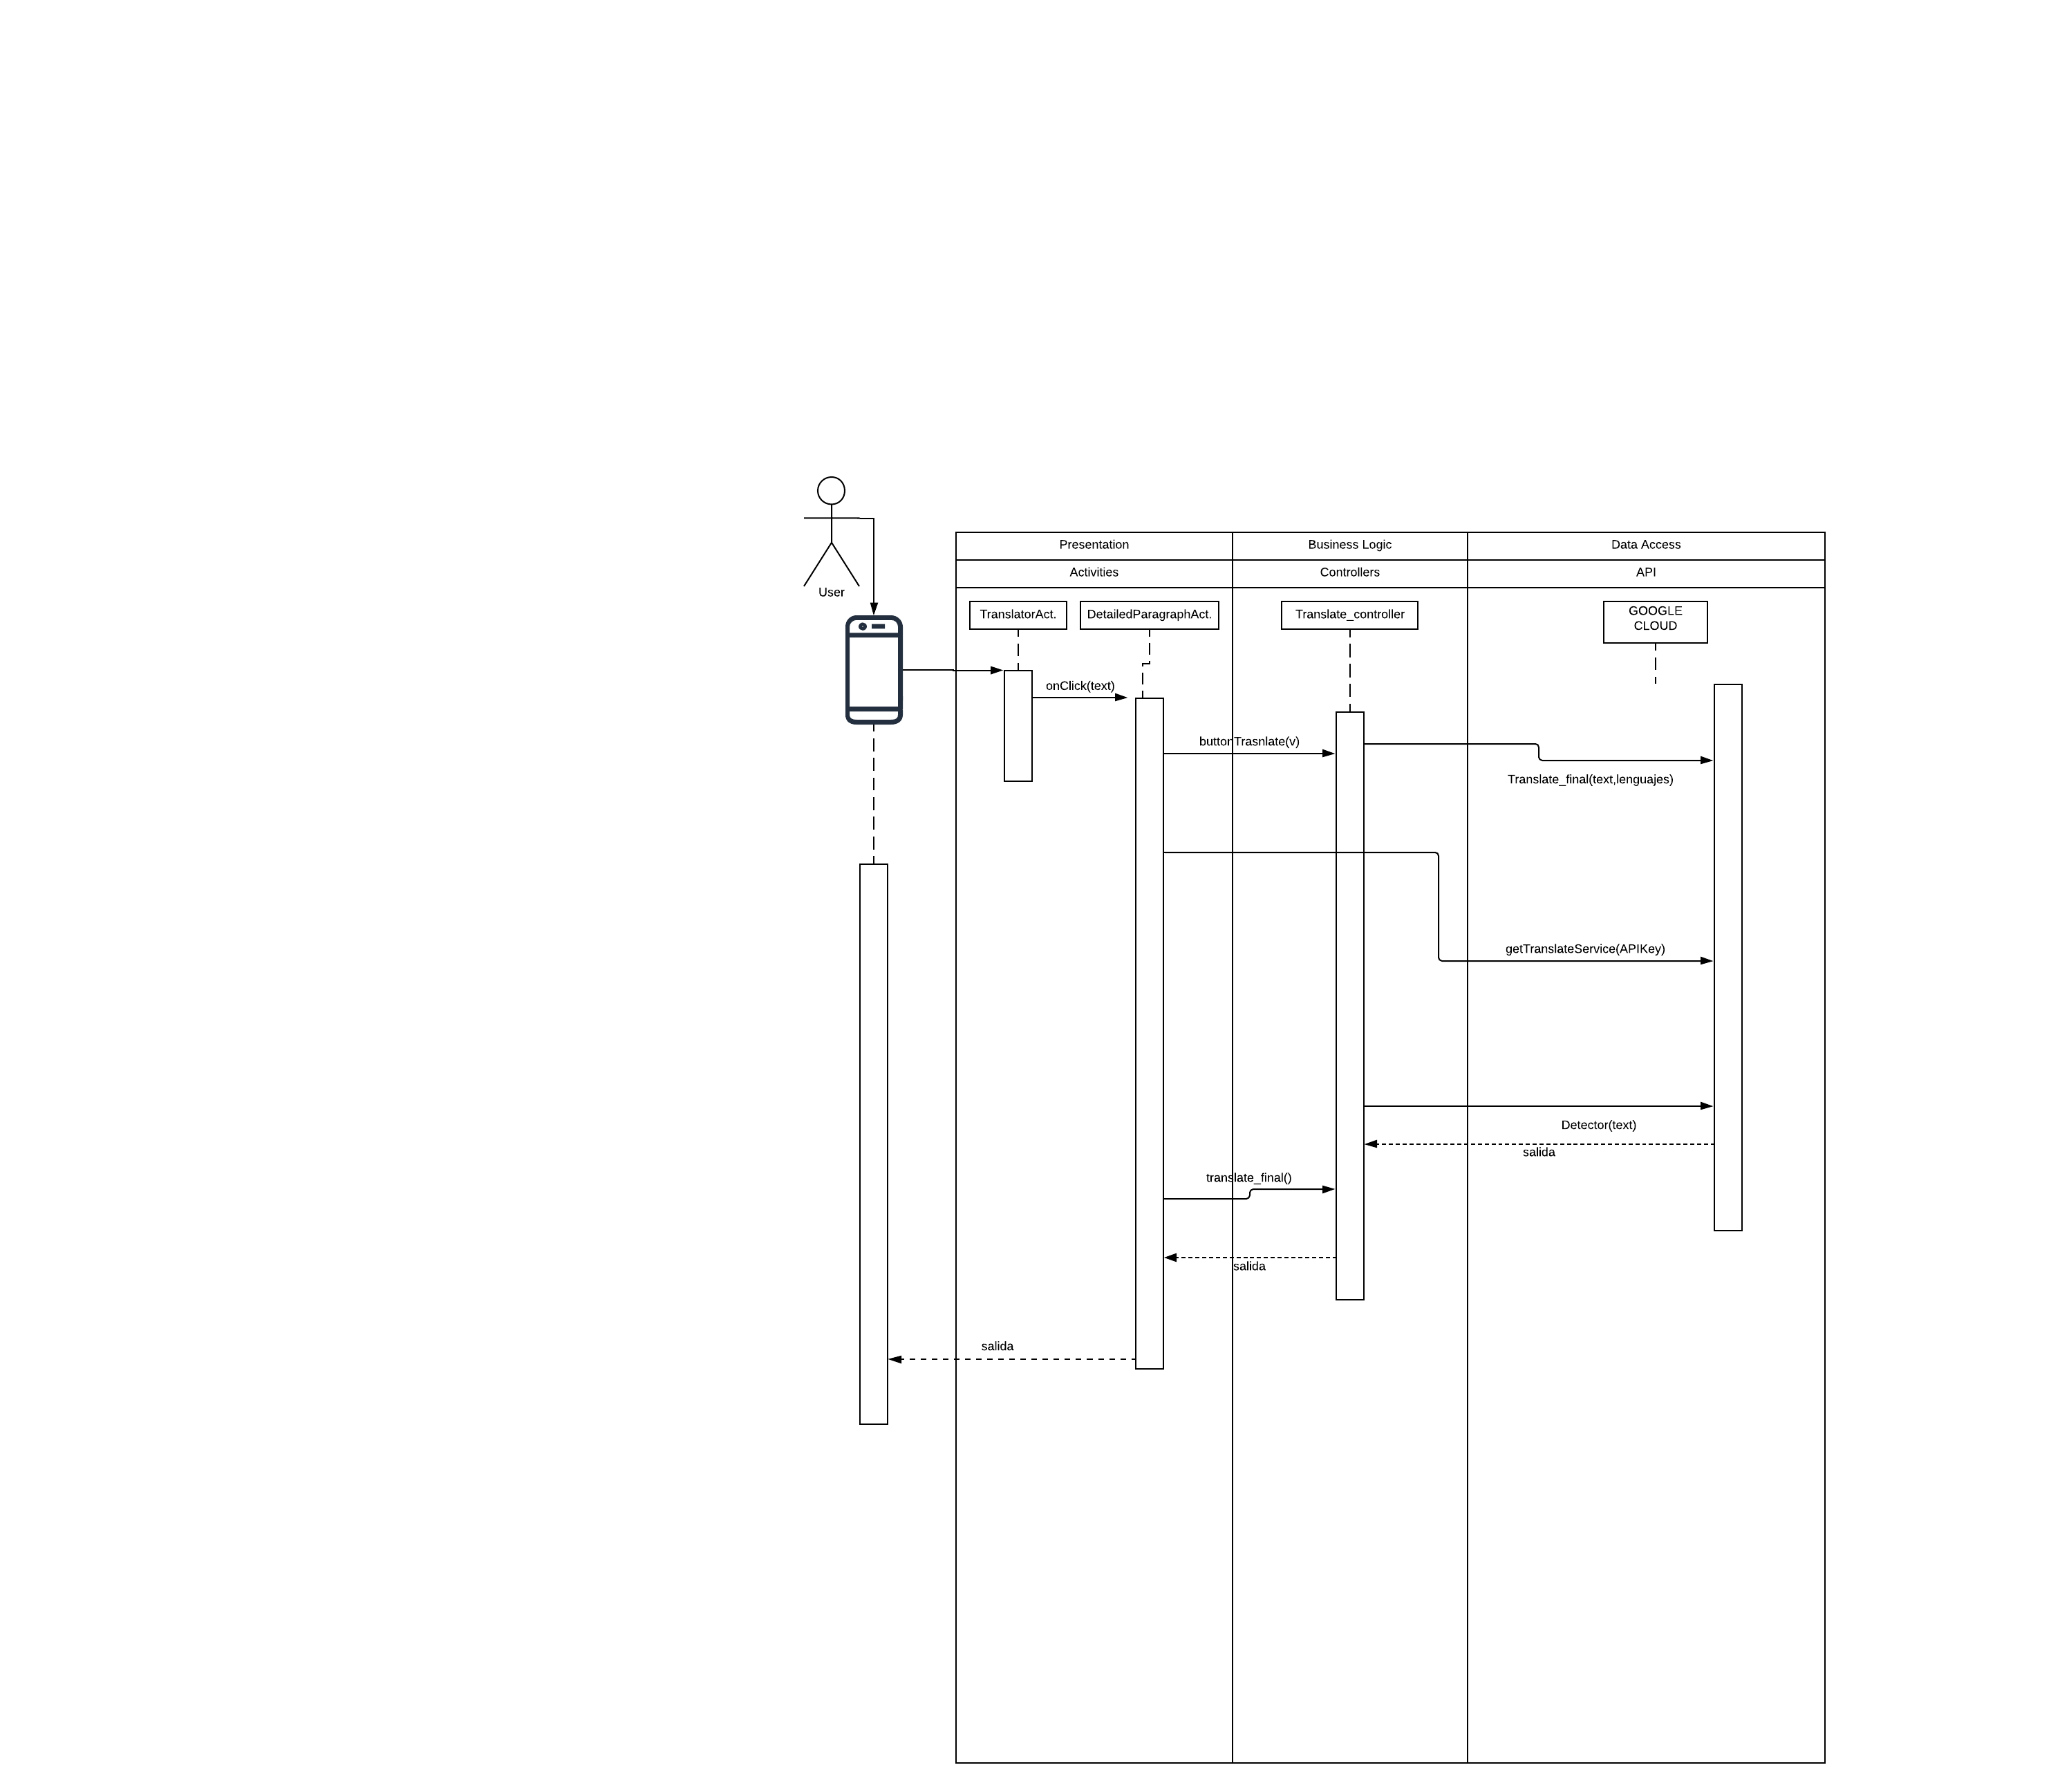 User
Presentation
Business Logic
Data Access
Activities
Controllers
API
TranslatorAct.
DetailedParagraphAct.
Translate_controller
GOOGLE
CLOUD
onClick(text)
buttonTrasnlate(v)
Translate_final(text,lenguajes)
getTranslateService(APIKey)
Detector(text)
salida
translate_final()
salida
salida